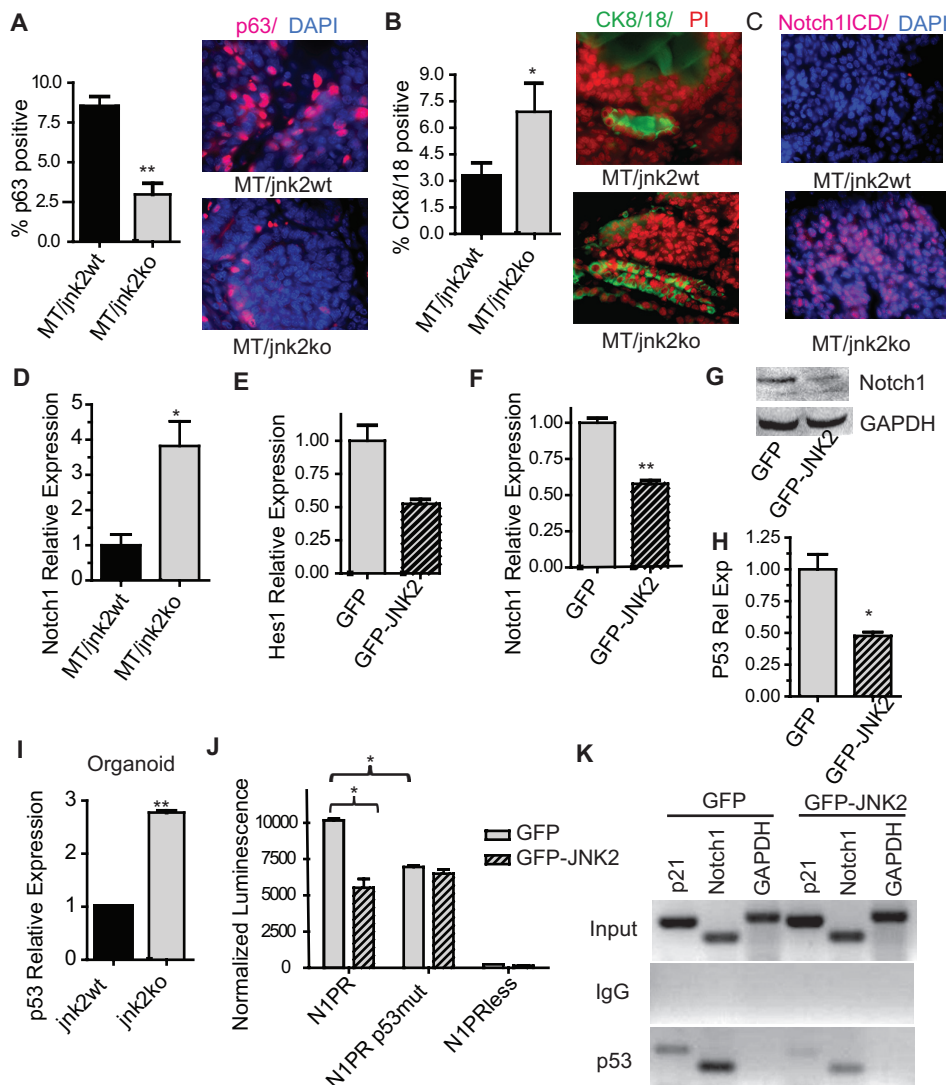 A
p63/ DAPI
% p63 positive
10.0
7.5
5.0
2.5
0.0
**
MT/jnk2wt
MT/jnk2ko
MT/jnk2wt
MT/jnk2ko
B
CK8/18/ PI
% CK8/18 positive
9.0
7.5
6.0
4.5
3.0
1.5
0.0
*
MT/jnk2wt
MT/jnk2ko
MT/jnk2wt
MT/jnk2ko
C
Notch1ICD/ DAPI
MT/jnk2wt
MT/jnk2ko
D
Notch1 Relative Expression
5
4
3
2
1
0
*
MT/jnk2wt
MT/jnk2ko
E
Hes1 Relative Expression
1.00
0.75
0.50
0.25
0.00
GFP
GFP-JNK2
F
Notch1 Relative Expression
1.00
0.75
0.50
1.00
0.00
**
GFP
GFP-JNK2
G
Notch1
GAPDH
GFP
GFP-JNK2
H
P53 Rel Exp
1.25
1.00
0.75
0.50
0.25
0.00
*
GFP
GFP-JNK2
I
Organoid
p53 Relative Expression
3
2
1
0
**
jnk2wt
jnk2ko
J
Normalized Luminescence
10000
7500
5000
2500
0
*
*
GFP
GFP-JNK2
N1PR
N1PR p53mut
N1PRless
K
GFP
GFP-JNK2
p21
Notch1
GAPDH
p21
Notch1
GAPDH
Input
IgG
p53